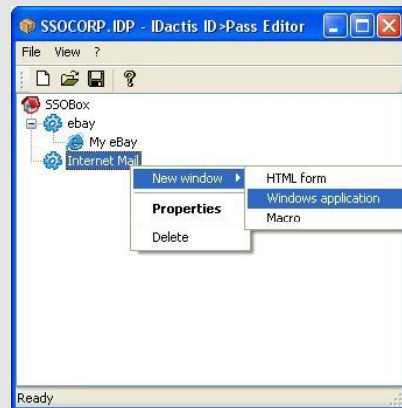 SSOCORP.IDP - IDactis ID>Pass Editor
File View ?
SSOBox
ebay
My eBay
Internet Mail
New window
Properties
Delete
HTML form
Windows application
Macro
Ready